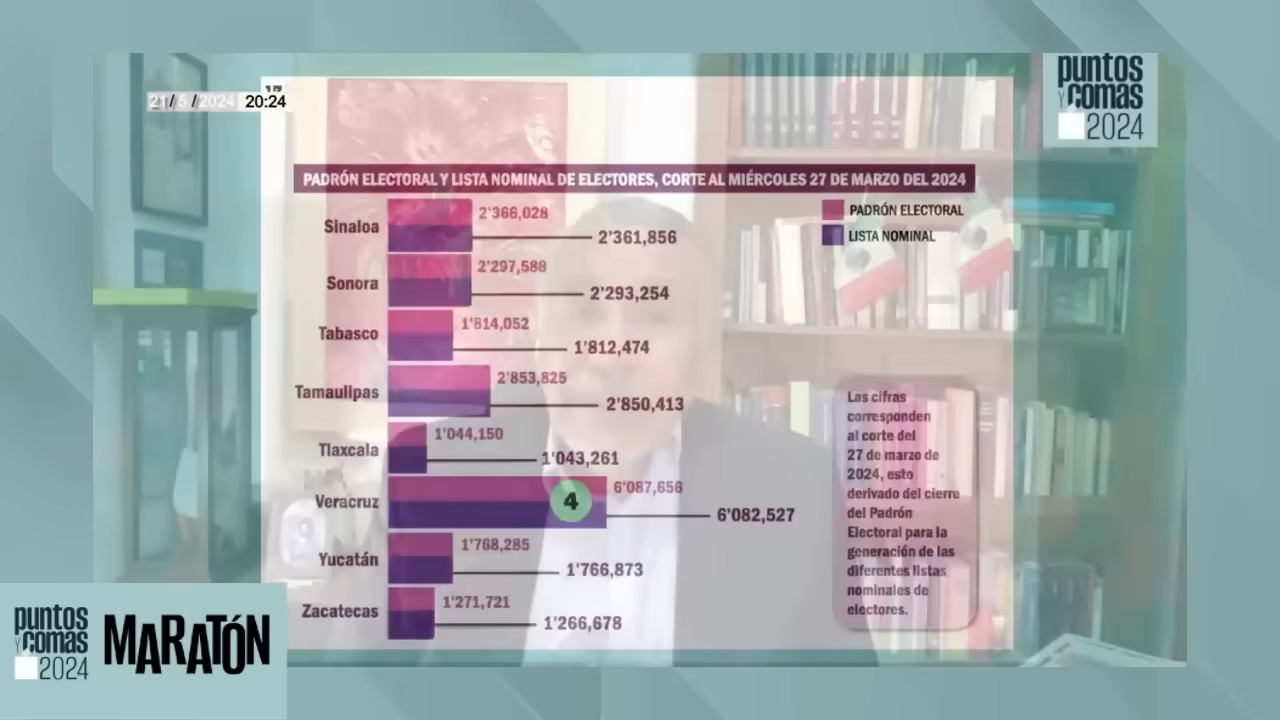 21/ 5 /2024 20:24
puntos
y comas
2024
PADRÓN ELECTORAL Y LISTA NOMINAL DE ELECTORES, CORTE AL MIÉRCOLES 27 DE MARZO DEL 2024
PADRÓN ELECTORAL
LISTA NOMINAL
Sinaloa 2'366,028
2'361,856
Sonora 2'297,588
2'293,254
Tabasco 1'814,052
1'812,474
Tamaulipas 2'853,825
2'850,413
Tlaxcala 1'044,150
1'043,261
Veracruz 4 6'087,656
6'082,527
Yucatán 1'768,285
1'766,873
Zacatecas 1'271,721
1'266,678
Las cifras
corresponden
al corte del
27 de marzo de
2024, esto
derivado del cierre
del Padrón
Electoral para la
generación de las
diferentes listas
nominales de
electores.
puntos
y comas
2024
MARATÓN